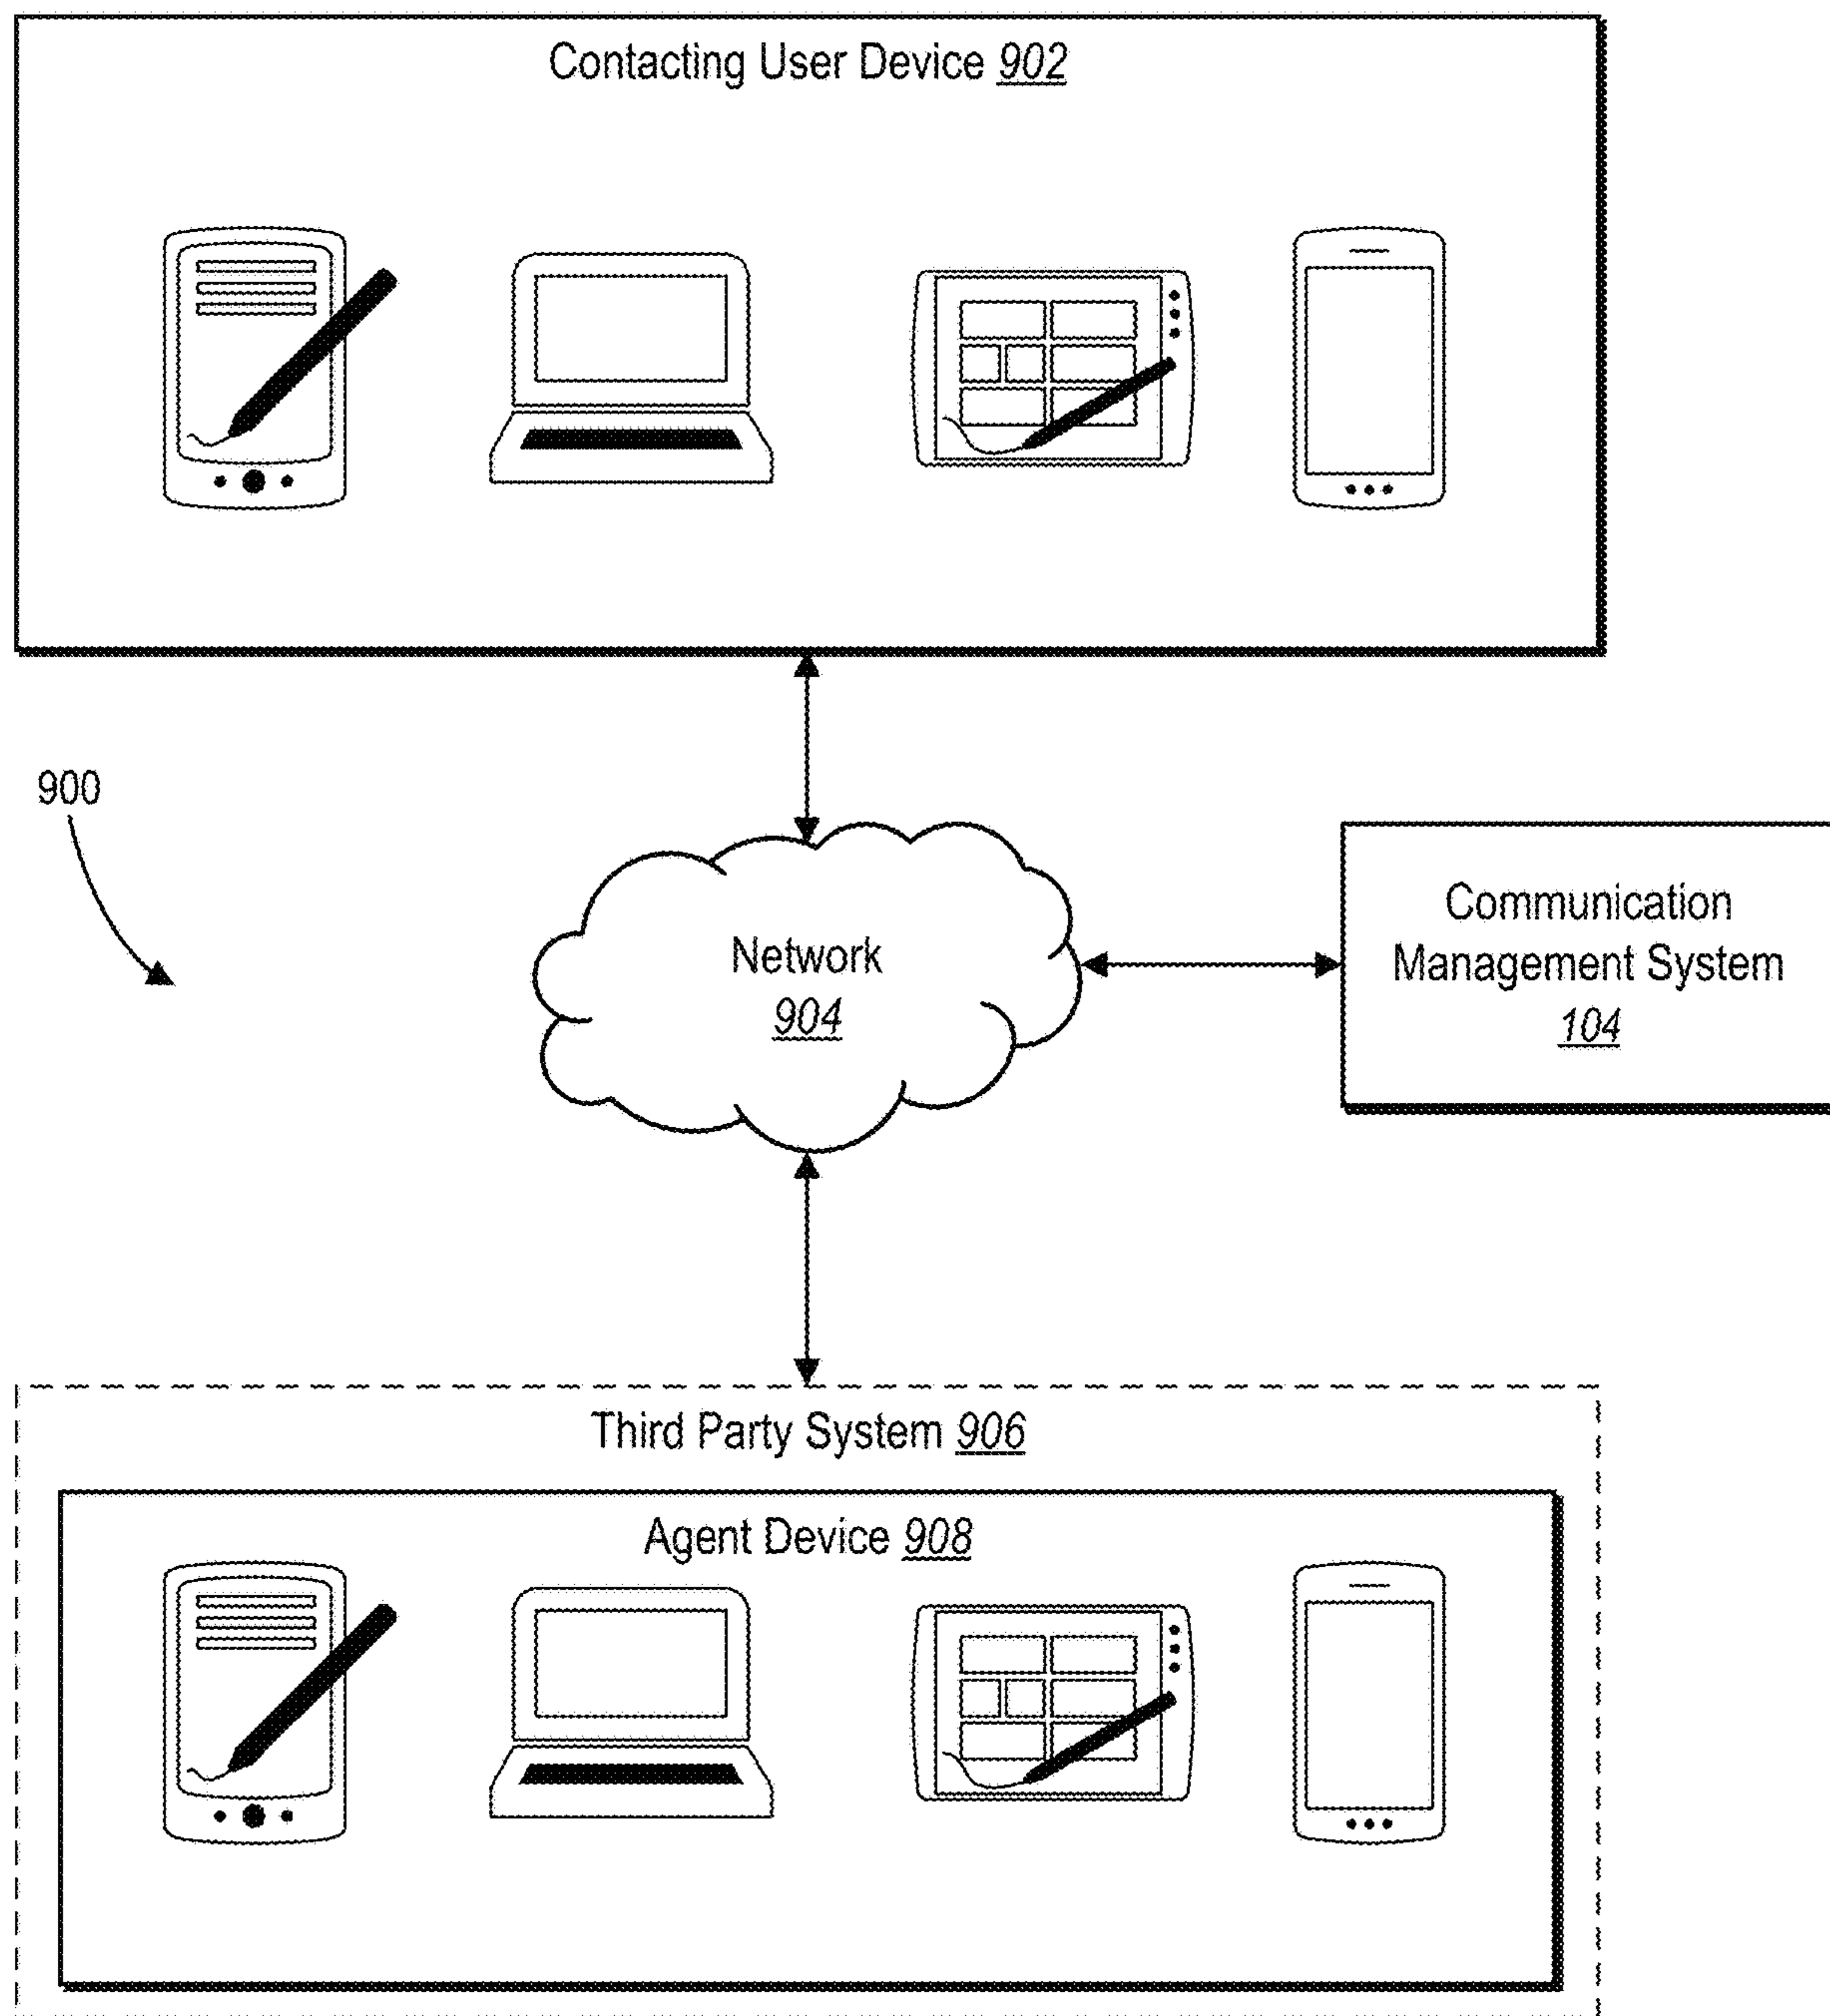 Contacting User Device 902
900
Network
904
Communication
Management System
104
Third Party System 906
Agent Device 908